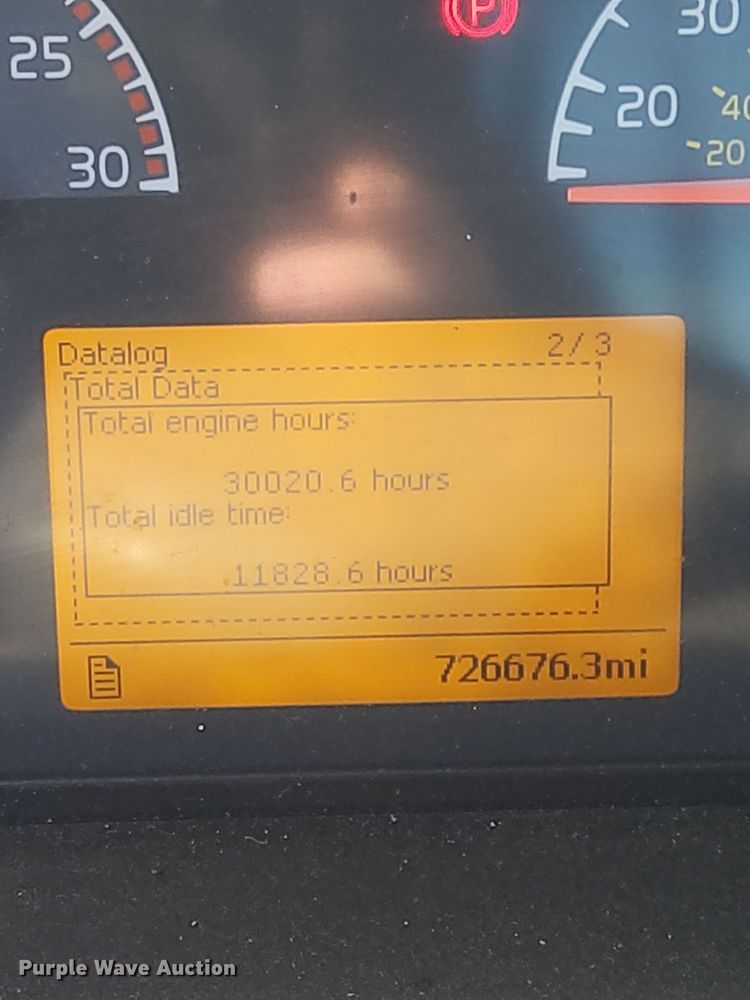 25
30
P
30
20
40
20
Datalog 2/3
Total Data
Total engine hours:
30020.6 hours
Total idle time:
11828.6 hours
726676.3mi
Purple Wave Auction